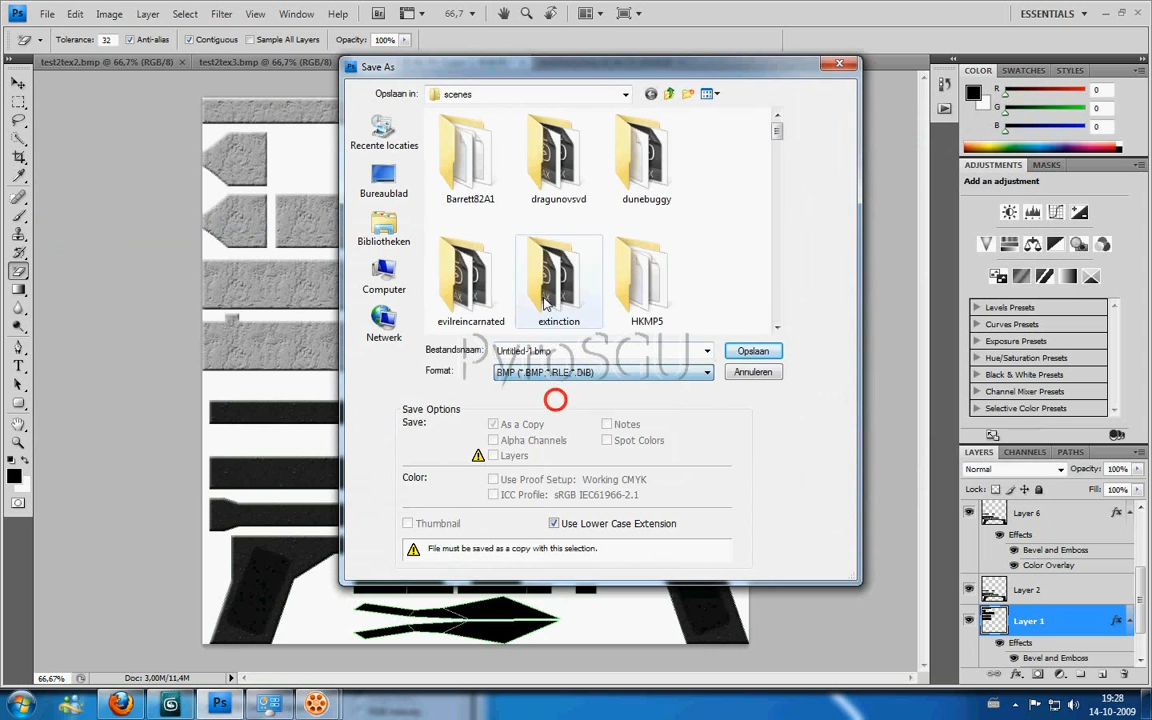 Ps File Edit Image Layer Select Filter View Window Help Br 66,7 ESSENTIALS
Tolerance: 32 Anti-alias Contiguous Sample All Layers Opacity: 100%
test2tex2.bmp @ 66,7% (RGB/8) test2tex3.bmp @ 66,7% (RGB/8)
Save As
Opslaan in: scenes
Recente locaties
Bureaublad
Bibliotheken
Computer
Netwerk
Barrett82A1 dragunovsvd dunebuggy
evilreincarnated extinction HKMP5
Bestandsnaam: Untitled-1.bmp Opslaan
Format: BMP (*.BMP;*.RLE;*.DIB) Annuleren
PyroSGU
Save Options
Save: As a Copy Notes
Alpha Channels Spot Colors
Layers
Color: Use Proof Setup: Working CMYK
ICC Profile: sRGB IEC61966-2.1
Thumbnail Use Lower Case Extension
File must be saved as a copy with this selection.
COLOR SWATCHES STYLES
R 0
G 0
B 0
ADJUSTMENTS MASKS
Add an adjustment
Levels Presets
Curves Presets
Exposure Presets
Hue/Saturation Presets
Black & White Presets
Channel Mixer Presets
Selective Color Presets
LAYERS CHANNELS PATHS
Normal Opacity: 100%
Lock: Fill: 100%
Layer 6 fx
Effects
Bevel and Emboss
Color Overlay
Layer 2 fx
Layer 1 fx
Effects
Bevel and Emboss
66,67% Doc: 3,00M/11,4M
Ps
19:28
14-10-2009